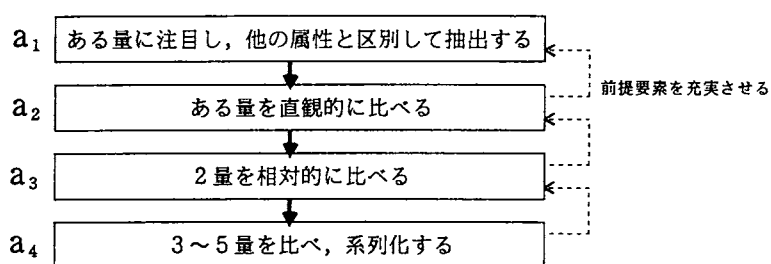 a₁ ある量に注目し，他の属性と区別して抽出する
前提要素を充実させる
a₂ ある量を直観的に比べる
a₃ 2量を相対的に比べる
a₄ 3～5量を比べ，系列化する